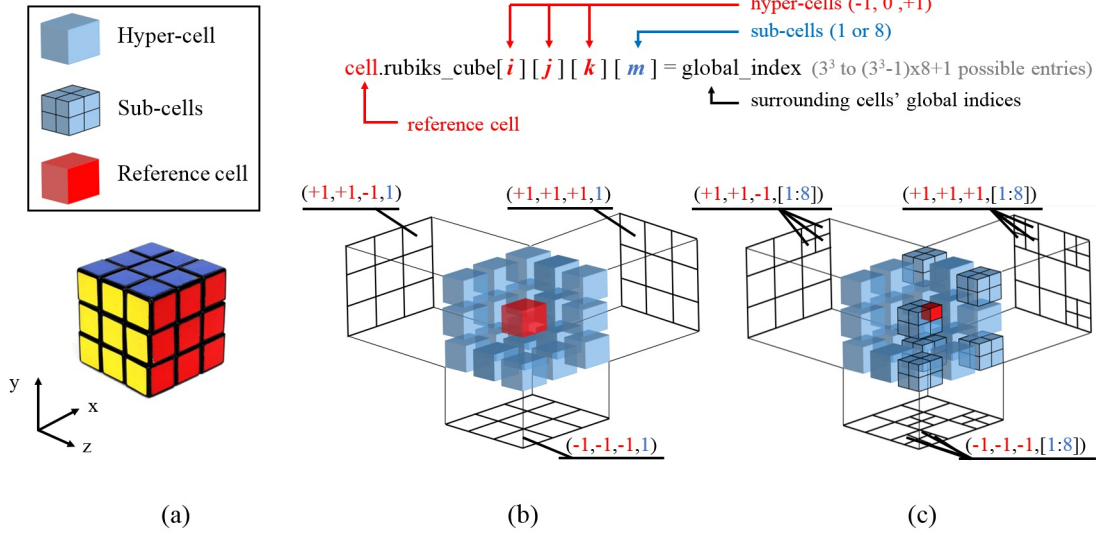 Hyper-cell
Sub-cells
Reference cell
hyper-cells (-1, 0 ,+1)
sub-cells (1 or 8)
cell.rubiks_cube[i][j][k][m] = global_index (3³ to (3³-1)x8+1 possible entries)
surrounding cells' global indices
reference cell
(+1,+1,-1,1)
(+1,+1,+1,1)
(+1,+1,-1,[1:8])
(+1,+1,+1,[1:8])
y
x
z
(-1,-1,-1,1)
(-1,-1,-1,[1:8])
(a)
(b)
(c)